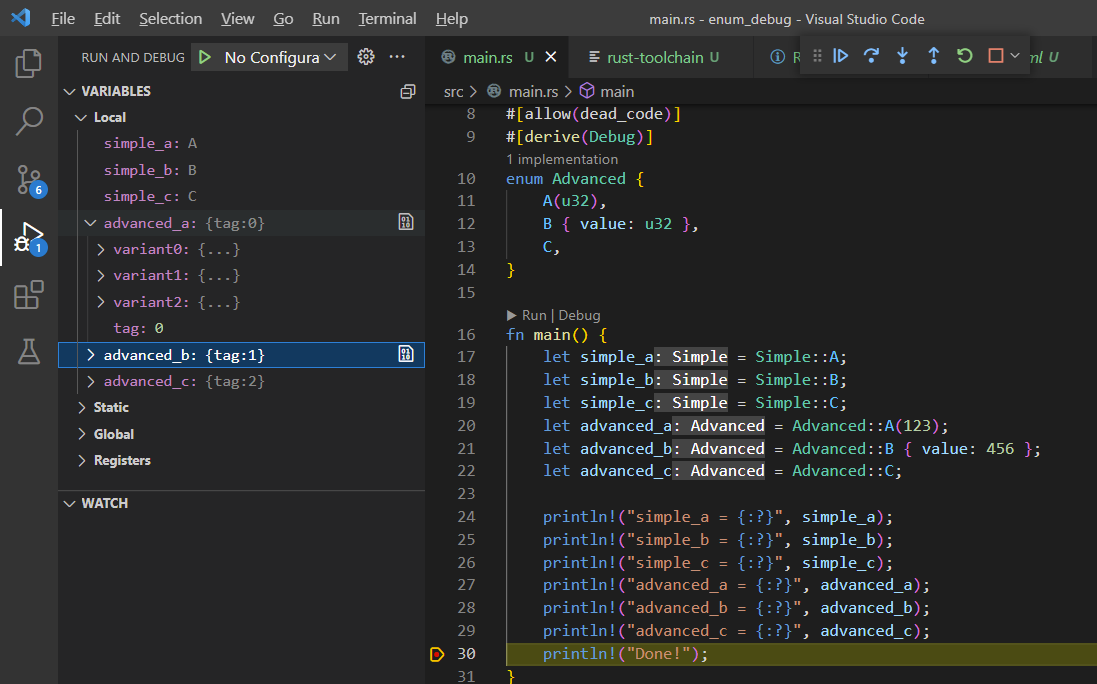 File Edit Selection View Go Run Terminal Help main.rs - enum_debug - Visual Studio Code
RUN AND DEBUG No Configura ···
main.rs U rust-toolchain U R ml U
src > main.rs > main
6
1
VARIABLES
Local
simple_a: A
simple_b: B
simple_c: C
advanced_a: {tag:0}
variant0: {...}
variant1: {...}
variant2: {...}
tag: 0
advanced_b: {tag:1}
advanced_c: {tag:2}
Static
Global
Registers
WATCH
8 #[allow(dead_code)]
9 #[derive(Debug)]
1 implementation
10 enum Advanced {
11 A(u32),
12 B { value: u32 },
13 C,
14 }
15
Run | Debug
16 fn main() {
17 let simple_a: Simple = Simple::A;
18 let simple_b: Simple = Simple::B;
19 let simple_c: Simple = Simple::C;
20 let advanced_a: Advanced = Advanced::A(123);
21 let advanced_b: Advanced = Advanced::B { value: 456 };
22 let advanced_c: Advanced = Advanced::C;
23
24 println!("simple_a = {:?}", simple_a);
25 println!("simple_b = {:?}", simple_b);
26 println!("simple_c = {:?}", simple_c);
27 println!("advanced_a = {:?}", advanced_a);
28 println!("advanced_b = {:?}", advanced_b);
29 println!("advanced_c = {:?}", advanced_c);
30 println!("Done!");
31 }